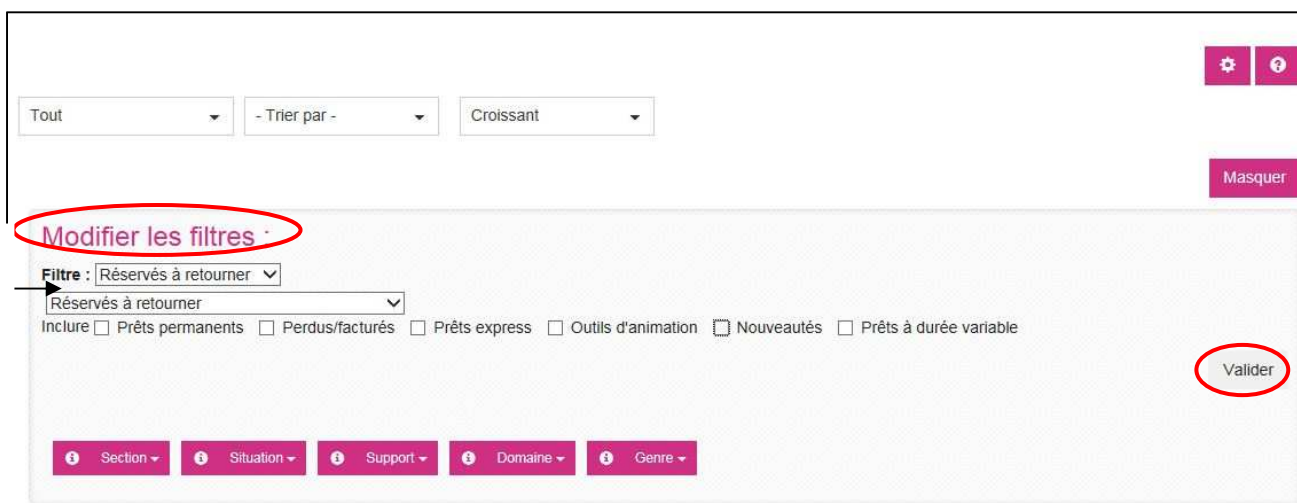 Tout - Trier par - Croissant
Masquer
Modifier les filtres :
Filtre : Réservés à retourner
Réservés à retourner
Inclure Prêts permanents Perdus/facturés Prêts express Outils d'animation Nouveautés Prêts à durée variable
Valider
Section Situation Support Domaine Genre